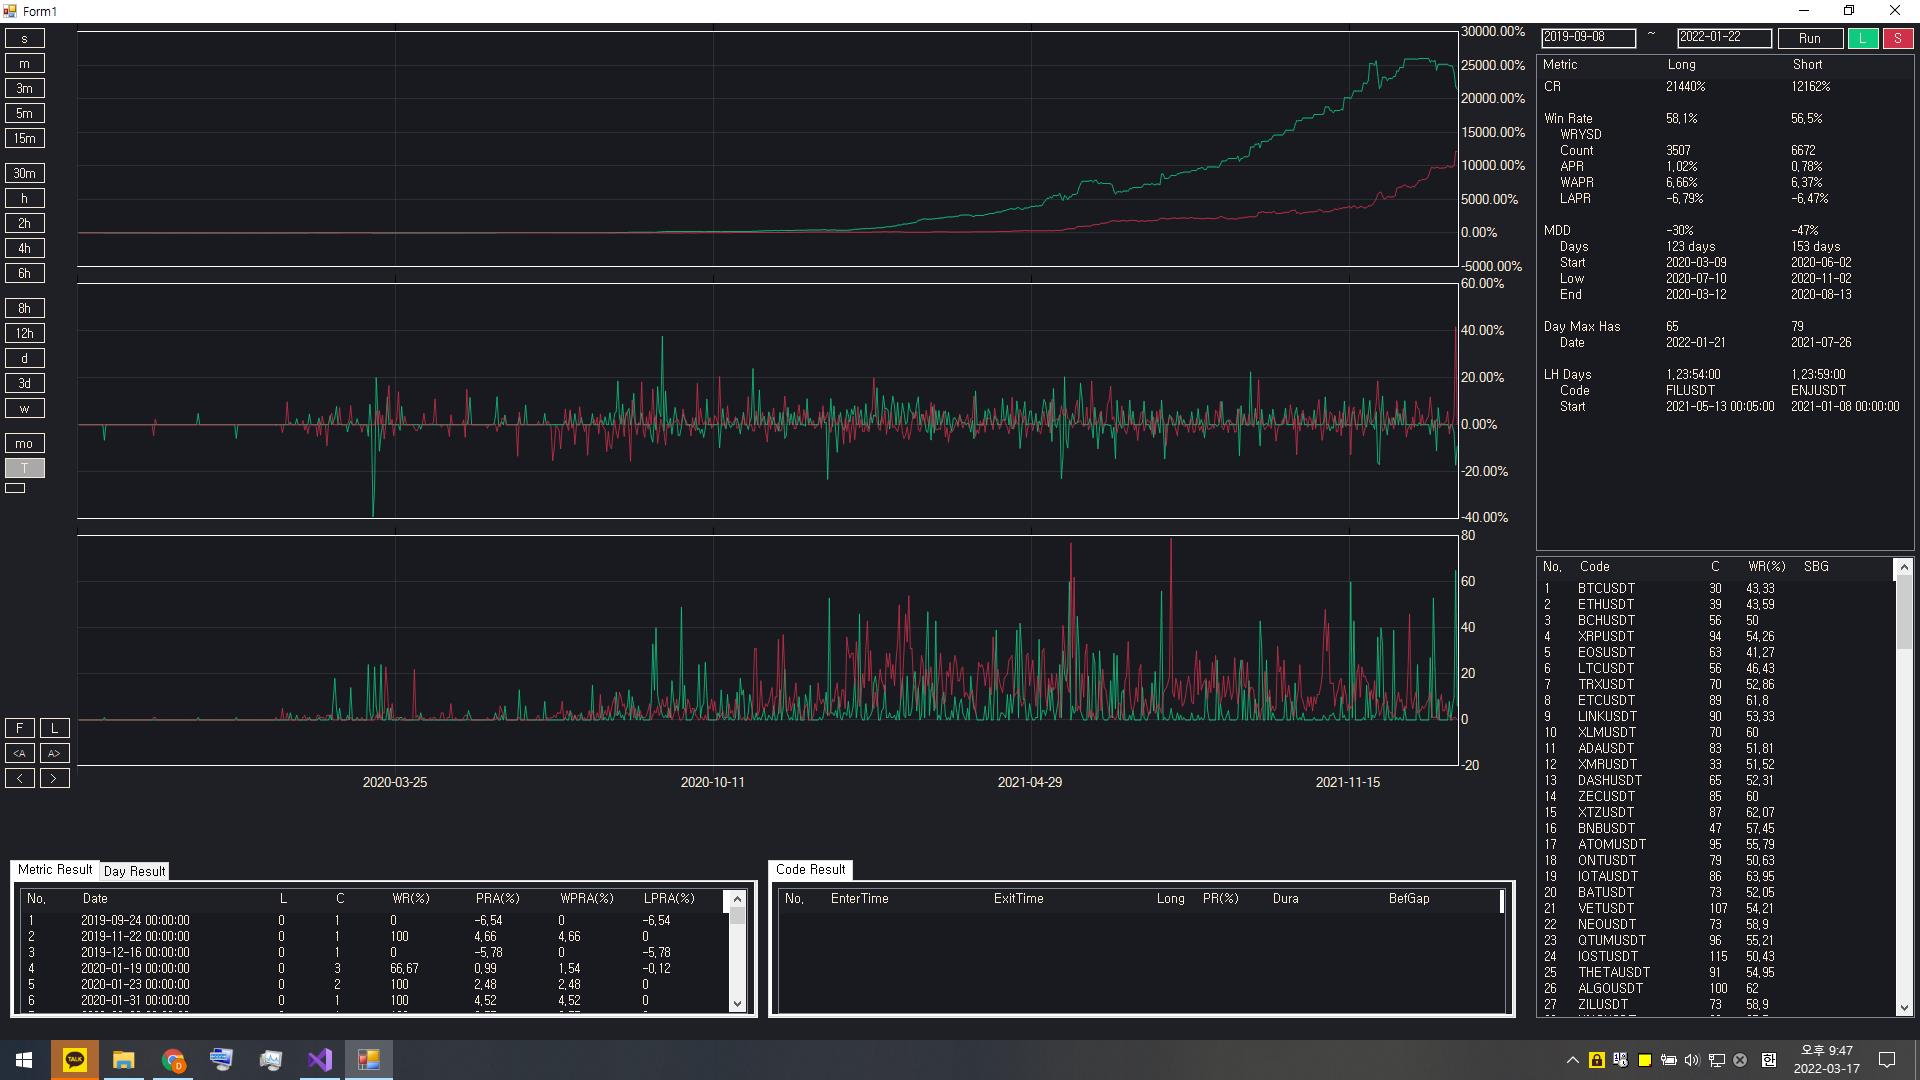 Form1
s
m
3m
5m
15m
30m
h
2h
4h
6h
8h
12h
d
3d
w
mo
T
F L
<A A>
< >
30000.00%
25000.00%
20000.00%
15000.00%
10000.00%
5000.00%
0.00%
-5000.00%
60.00%
40.00%
20.00%
0.00%
-20.00%
-40.00%
80
60
40
20
0
-20
2020-03-25 2020-10-11 2021-04-29 2021-11-15
2019-09-08 ~ 2022-01-22 Run L S
Metric Long Short
CR 21440% 12162%
Win Rate 58,1% 56,5%
WRYSD
Count 3507 6672
APR 1,02% 0,78%
WAPR 6,66% 6,37%
LAPR -6,79% -6,47%
MDD -30% -47%
Days 123 days 153 days
Start 2020-03-09 2020-06-02
Low 2020-07-10 2020-11-02
End 2020-03-12 2020-08-13
Day Max Has 65 79
Date 2022-01-21 2021-07-26
LH Days 1,23:54:00 1,23:59:00
Code FILUSDT ENJUSDT
Start 2021-05-13 00:05:00 2021-01-08 00:00:00
No, Code C WR(%) SBG
1 BTCUSDT 30 43,33
2 ETHUSDT 39 43,59
3 BCHUSDT 56 50
4 XRPUSDT 94 54,26
5 EOSUSDT 63 41,27
6 LTCUSDT 56 46,43
7 TRXUSDT 70 52,86
8 ETCUSDT 89 61,8
9 LINKUSDT 90 53,33
10 XLMUSDT 70 60
11 ADAUSDT 83 51,81
12 XMRUSDT 33 51,52
13 DASHUSDT 65 52,31
14 ZECUSDT 85 60
15 XTZUSDT 87 62,07
16 BNBUSDT 47 57,45
17 ATOMUSDT 95 55,79
18 ONTUSDT 79 50,63
19 IOTAUSDT 86 63,95
20 BATUSDT 73 52,05
21 VETUSDT 107 54,21
22 NEOUSDT 73 58,9
23 QTUMUSDT 96 55,21
24 IOSTUSDT 115 50,43
25 THETAUSDT 91 54,95
26 ALGOUSDT 100 62
27 ZILUSDT 73 58,9
Metric Result Day Result
No, Date L C WR(%) PRA(%) WPRA(%) LPRA(%)
1 2019-09-24 00:00:00 0 1 0 -6,54 0 -6,54
2 2019-11-22 00:00:00 0 1 100 4,66 4,66 0
3 2019-12-16 00:00:00 0 1 0 -5,78 0 -5,78
4 2020-01-19 00:00:00 0 3 66,67 0,99 1,54 -0,12
5 2020-01-23 00:00:00 0 2 100 2,48 2,48 0
6 2020-01-31 00:00:00 0 1 100 4,52 4,52 0
Code Result
No, EnterTime ExitTime Long PR(%) Dura BefGap
TALK
오후 9:47
2022-03-17